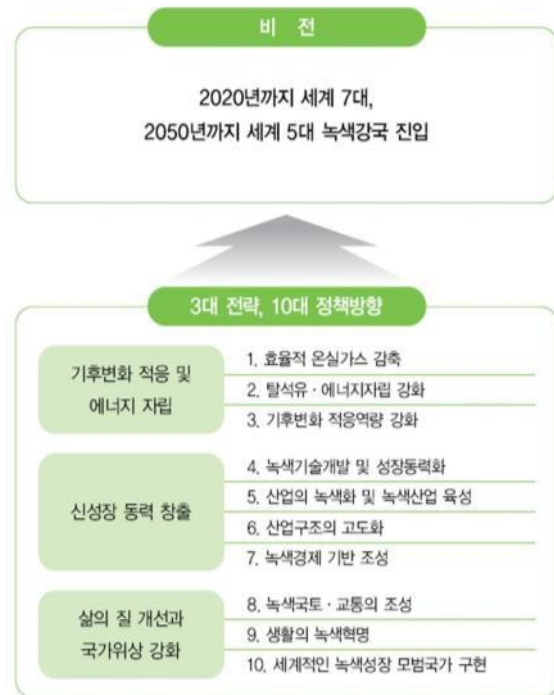 비 전
2020년까지 세계 7대,
2050년까지 세계 5대 녹색강국 진입
3대 전략, 10대 정책방향
기후변화 적응 및
에너지 자립
1. 효율적 온실가스 감축
2. 탈석유 · 에너지자립 강화
3. 기후변화 적응역량 강화
신성장 동력 창출
4. 녹색기술개발 및 성장동력화
5. 산업의 녹색화 및 녹색산업 육성
6. 산업구조의 고도화
7. 녹색경제 기반 조성
삶의 질 개선과
국가위상 강화
8. 녹색국토 · 교통의 조성
9. 생활의 녹색혁명
10. 세계적인 녹색성장 모범국가 구현